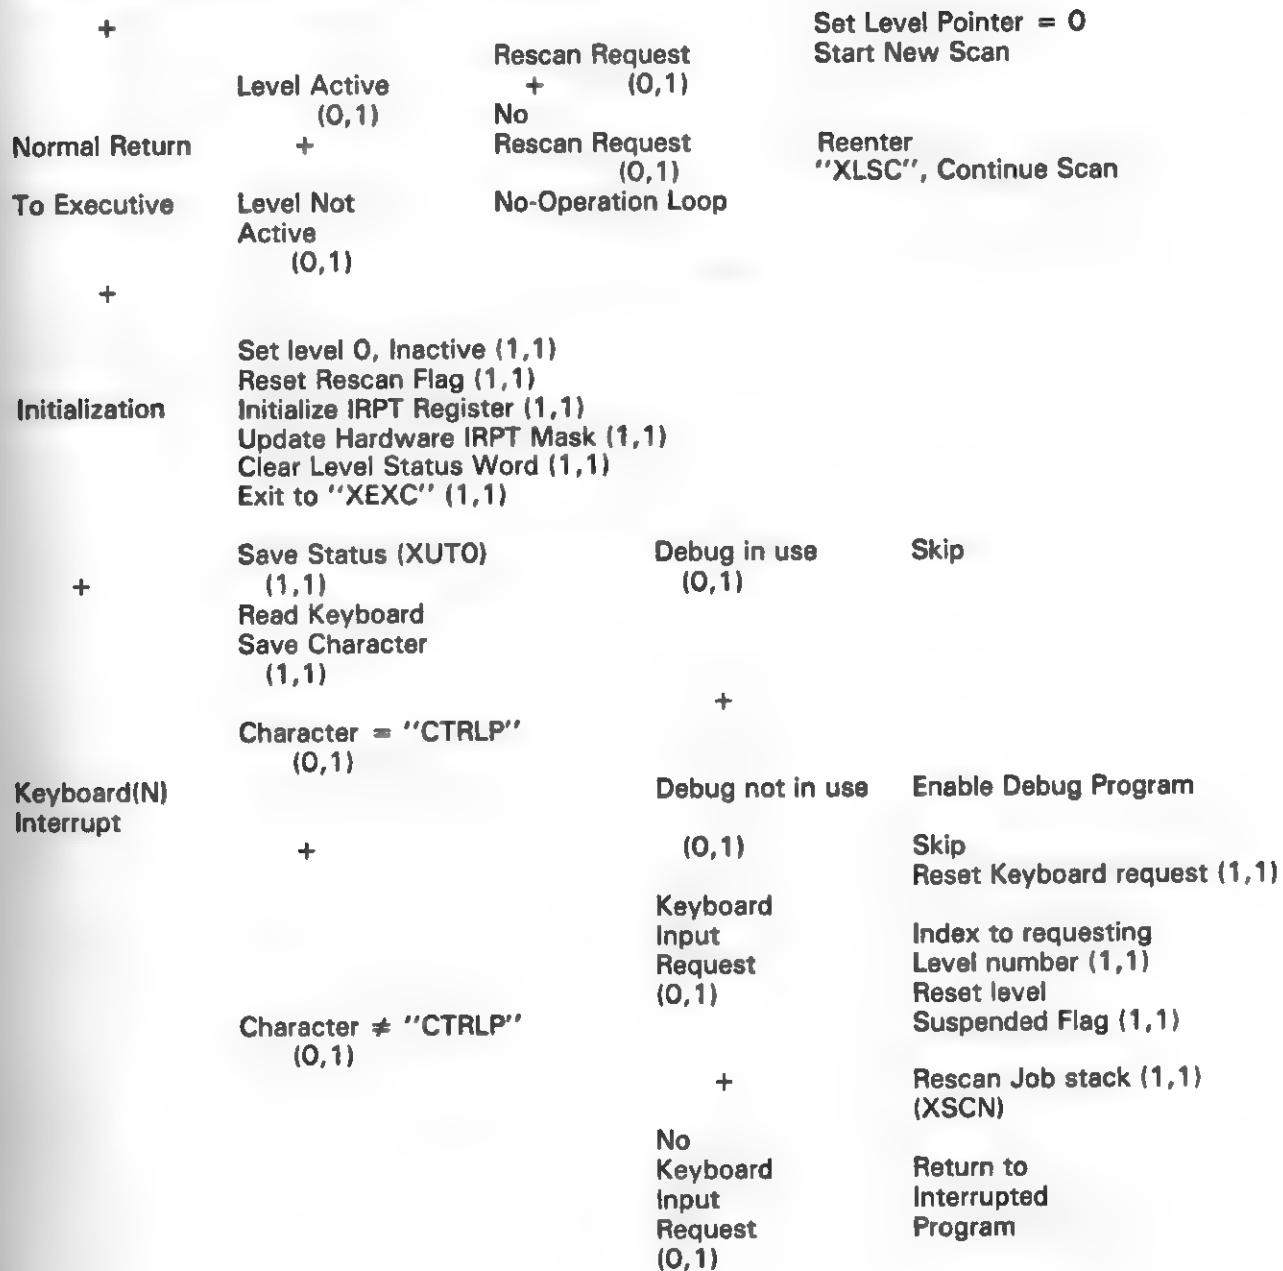 +
Set Level Pointer = 0
Rescan Request
Start New Scan
Level Active
+ (0,1)
(0,1)
No
Normal Return
+
Rescan Request
Reenter
(0,1)
"XLSC", Continue Scan
To Executive
Level Not
No-Operation Loop
Active
(0,1)
+
Set level 0, Inactive (1,1)
Reset Rescan Flag (1,1)
Initialization
Initialize IRPT Register (1,1)
Update Hardware IRPT Mask (1,1)
Clear Level Status Word (1,1)
Exit to "XEXC" (1,1)
Save Status (XUTO)
Debug in use
Skip
+
(1,1)
(0,1)
Read Keyboard
Save Character
(1,1)
+
Character = "CTRLP"
(0,1)
Keyboard(N)
Debug not in use
Enable Debug Program
Interrupt
+
(0,1)
Skip
Reset Keyboard request (1,1)
Keyboard
Input
Index to requesting
Request
Level number (1,1)
(0,1)
Reset level
Character ≠ "CTRLP"
Suspended Flag (1,1)
(0,1)
+
Rescan Job stack (1,1)
(XSCN)
No
Keyboard
Return to
Input
Interrupted
Request
Program
(0,1)